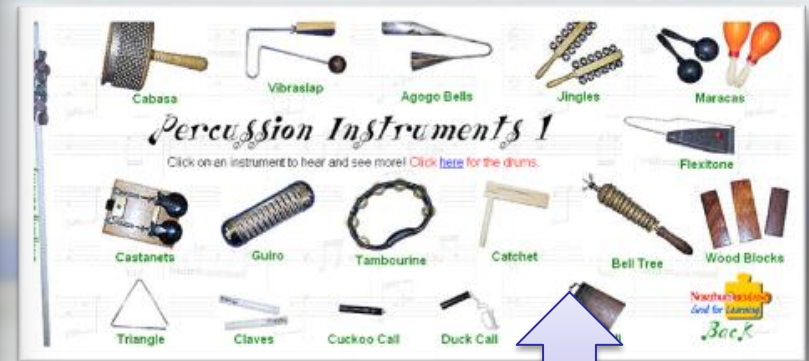 Cabasa
Vibraslap
Agogo Bells
Jingles
Maracas
Percussion Instruments 1
Click on an instrument to hear and see more! Click here for the drums.
Flexitone
Castanets
Guiro
Tambourine
Catchet
Bell Tree
Wood Blocks
Triangle
Claves
Cuckoo Call
Duck Call
Grid for Learning
Back